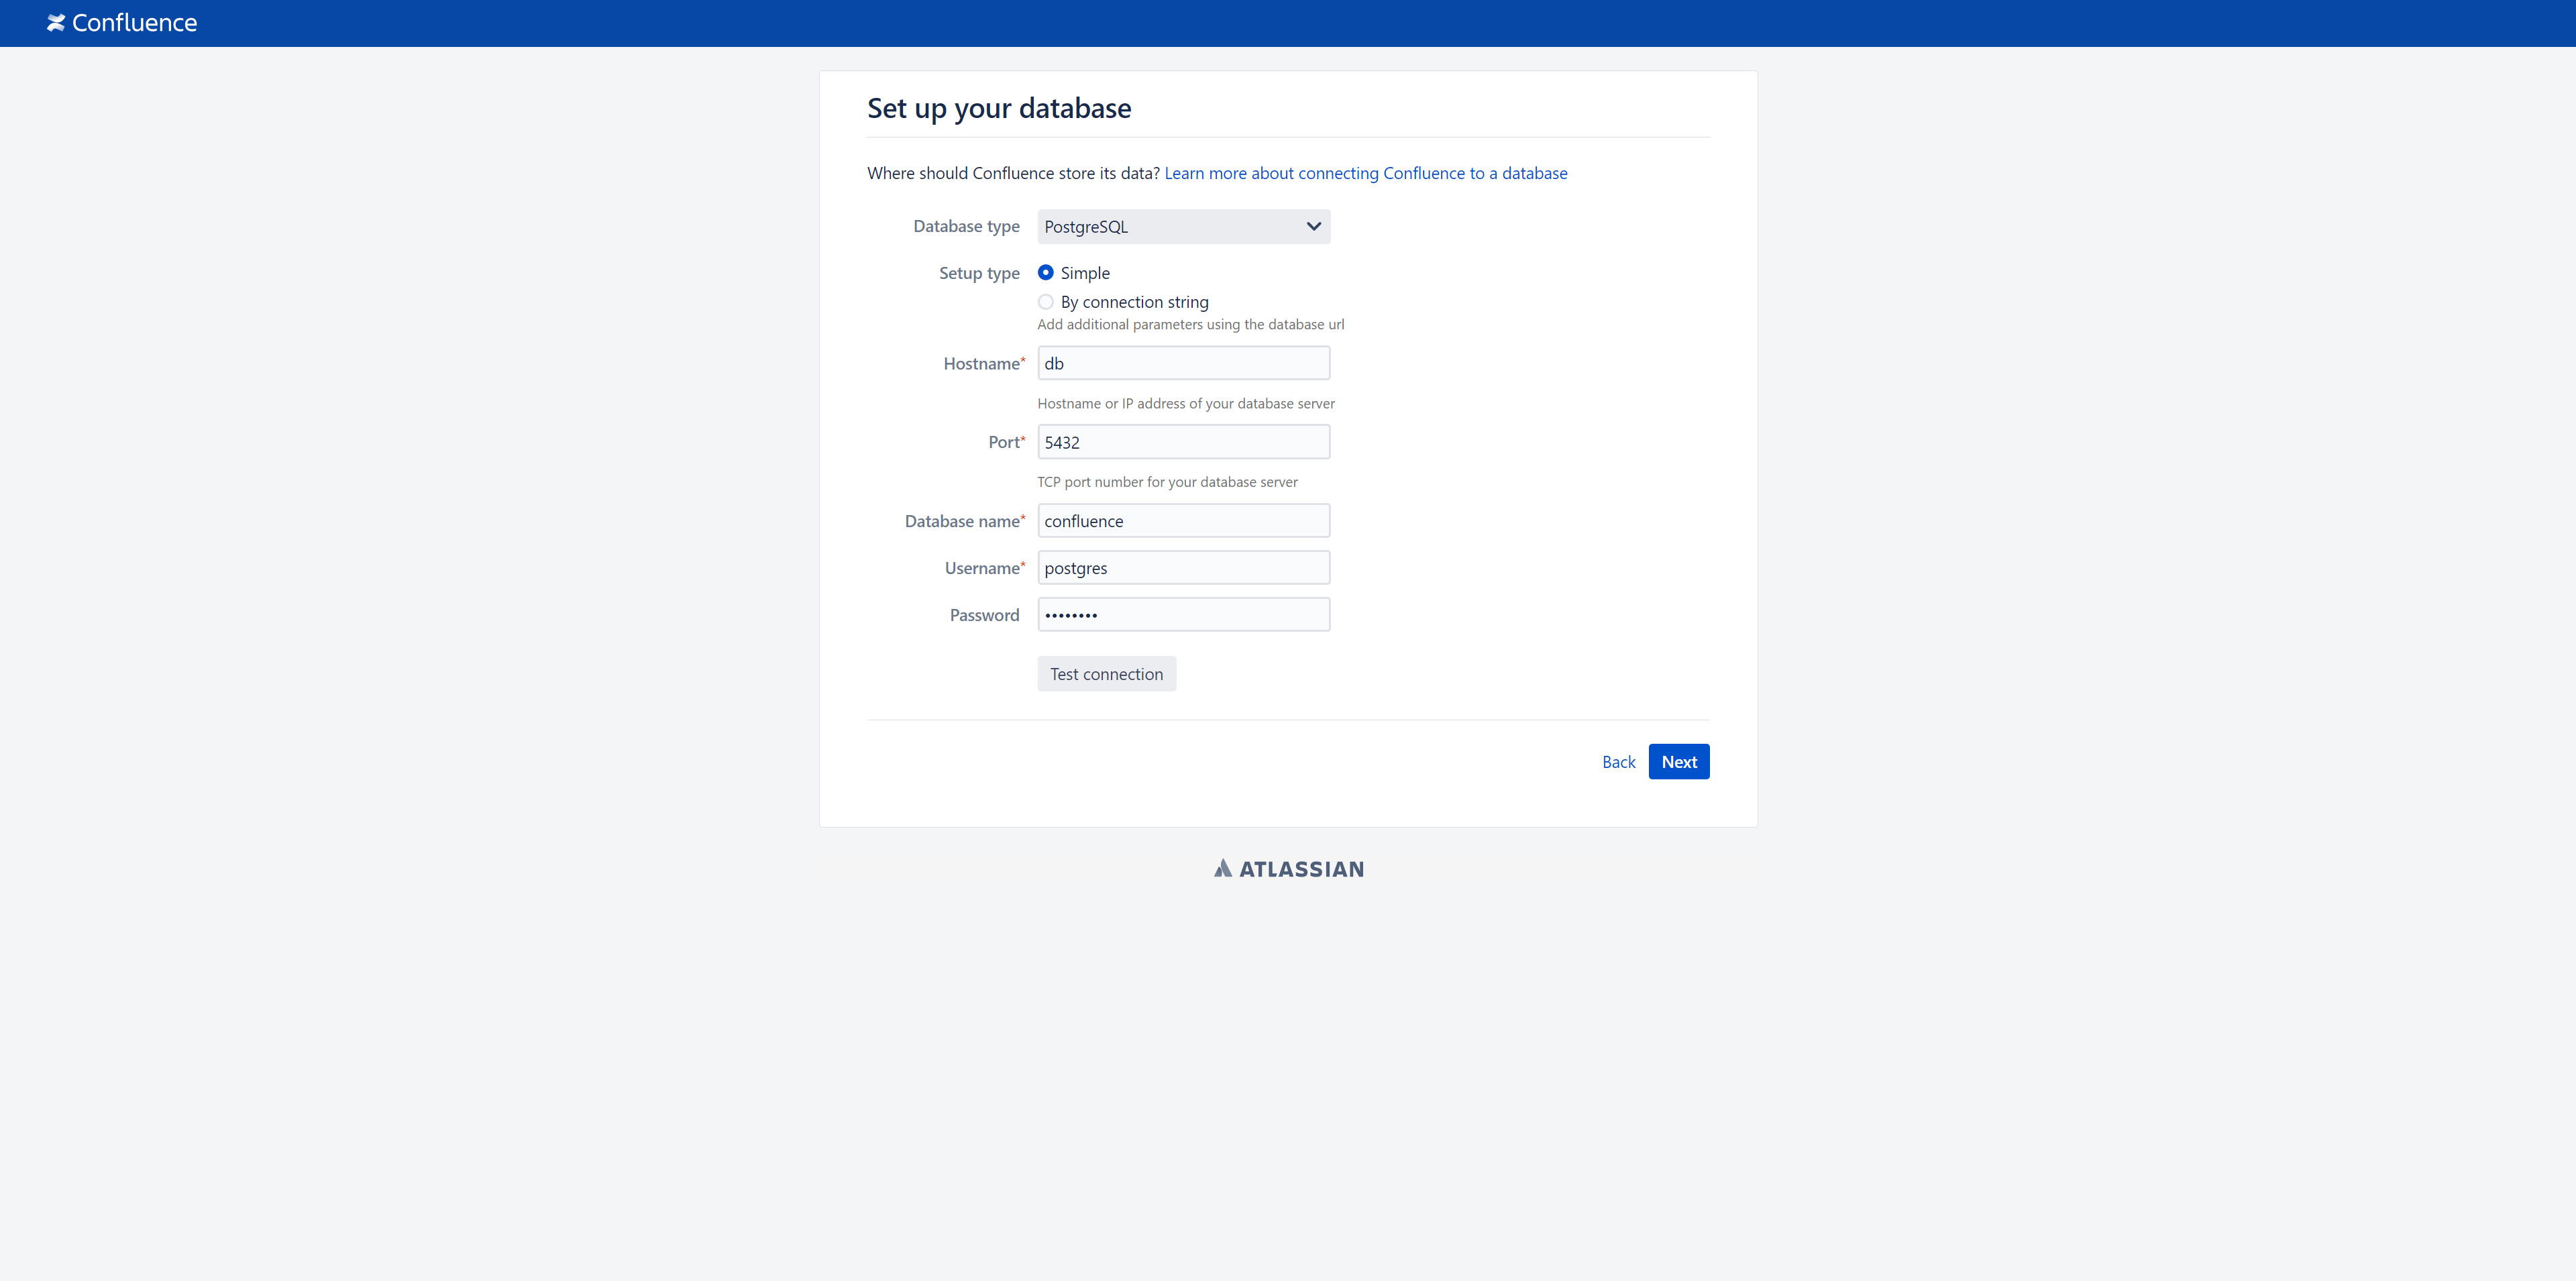 Confluence
Set up your database
Where should Confluence store its data? Learn more about connecting Confluence to a database
Database type PostgreSQL
Setup type Simple
By connection string
Add additional parameters using the database url
Hostname* db
Hostname or IP address of your database server
Port* 5432
TCP port number for your database server
Database name* confluence
Username* postgres
Password ••••••••
Test connection
Back Next
ATLASSIAN